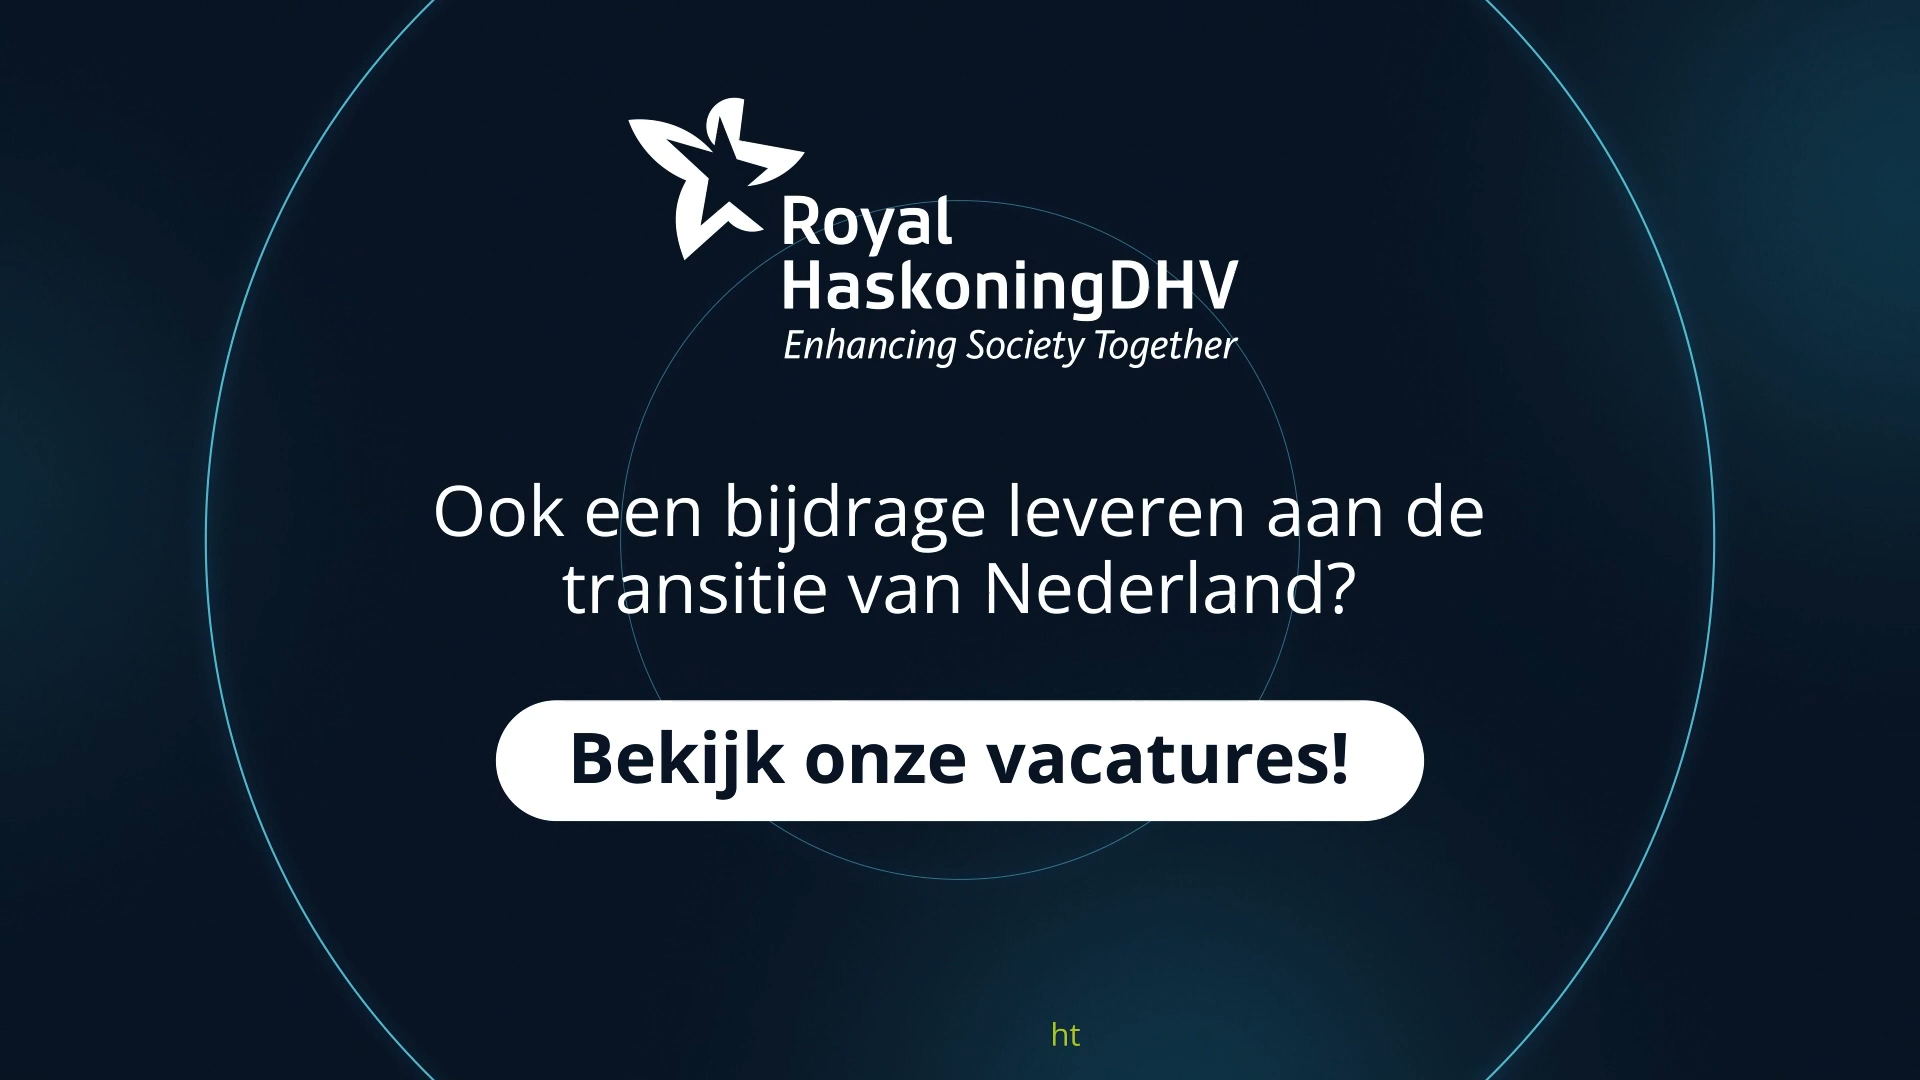 Royal
HaskoningDHV
Enhancing Society Together
Ook een bijdrage leveren aan de
transitie van Nederland?
Bekijk onze vacatures!
ht